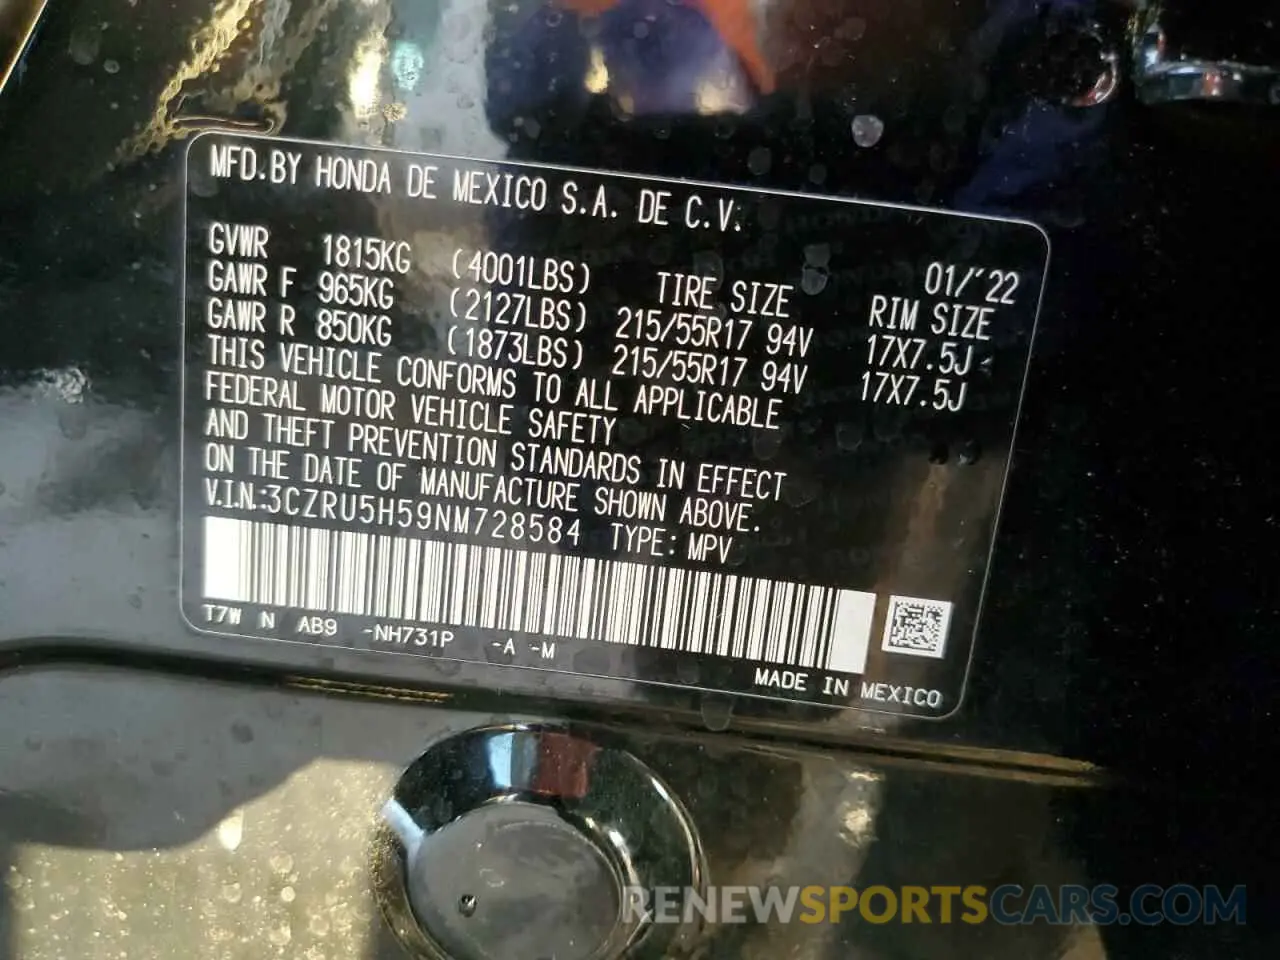 MFD.BY HONDA DE MEXICO S.A. DE C.V.
01/'22
GVWR 1815KG (4001LBS) TIRE SIZE RIM SIZE
GAWR F 965KG (2127LBS) 215/55R17 94V 17X7.5J
GAWR R 850KG (1873LBS) 215/55R17 94V 17X7.5J
THIS VEHICLE CONFORMS TO ALL APPLICABLE
FEDERAL MOTOR VEHICLE SAFETY
AND THEFT PREVENTION STANDARDS IN EFFECT
ON THE DATE OF MANUFACTURE SHOWN ABOVE.
V.I.N.:3CZRU5H59NM728584 TYPE: MPV
T7W N AB9 -NH731P -A -M
MADE IN MEXICO
RENEWSPORTSCARS.COM